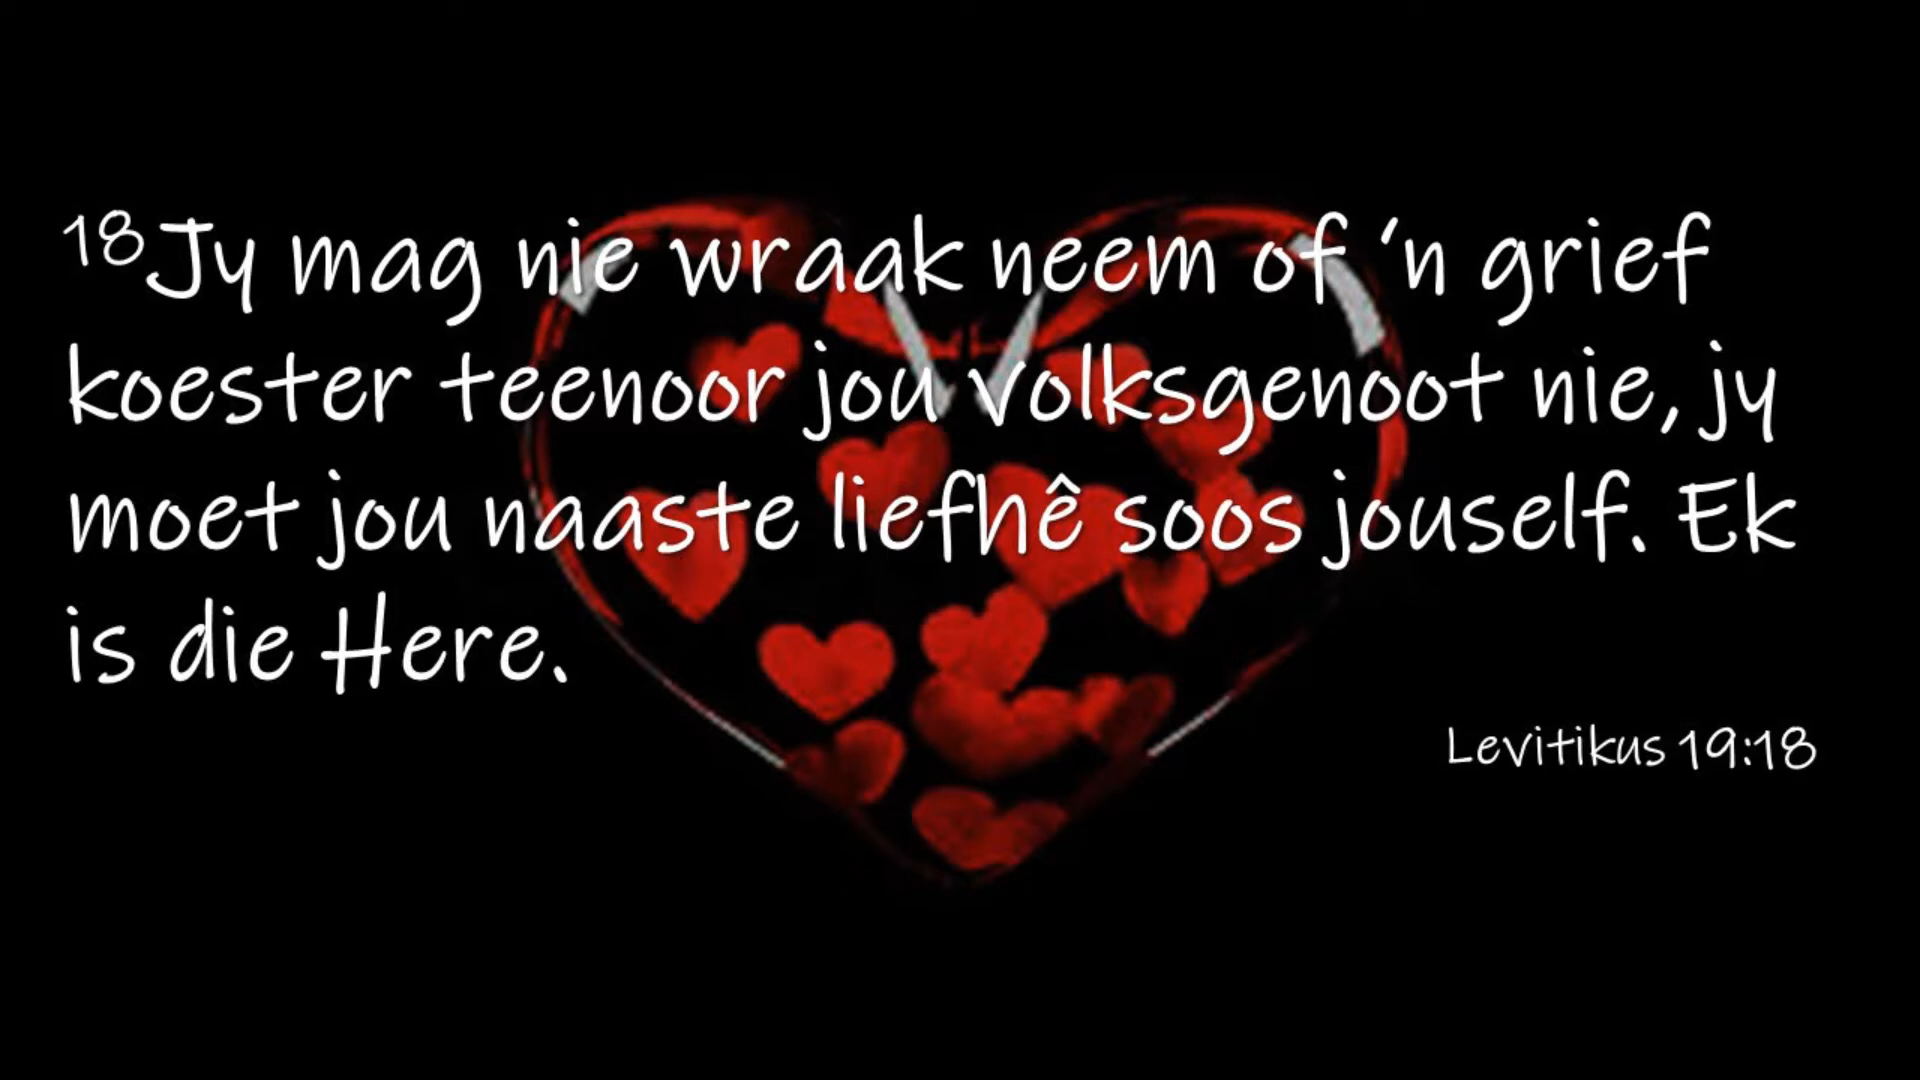 18Jy mag nie wraak neem of ‘n grief
koester teenoor jou volksgenoot nie, jy
moet jou naaste liefhê soos jouself. Ek
is die Here.
Levitikus 19:18